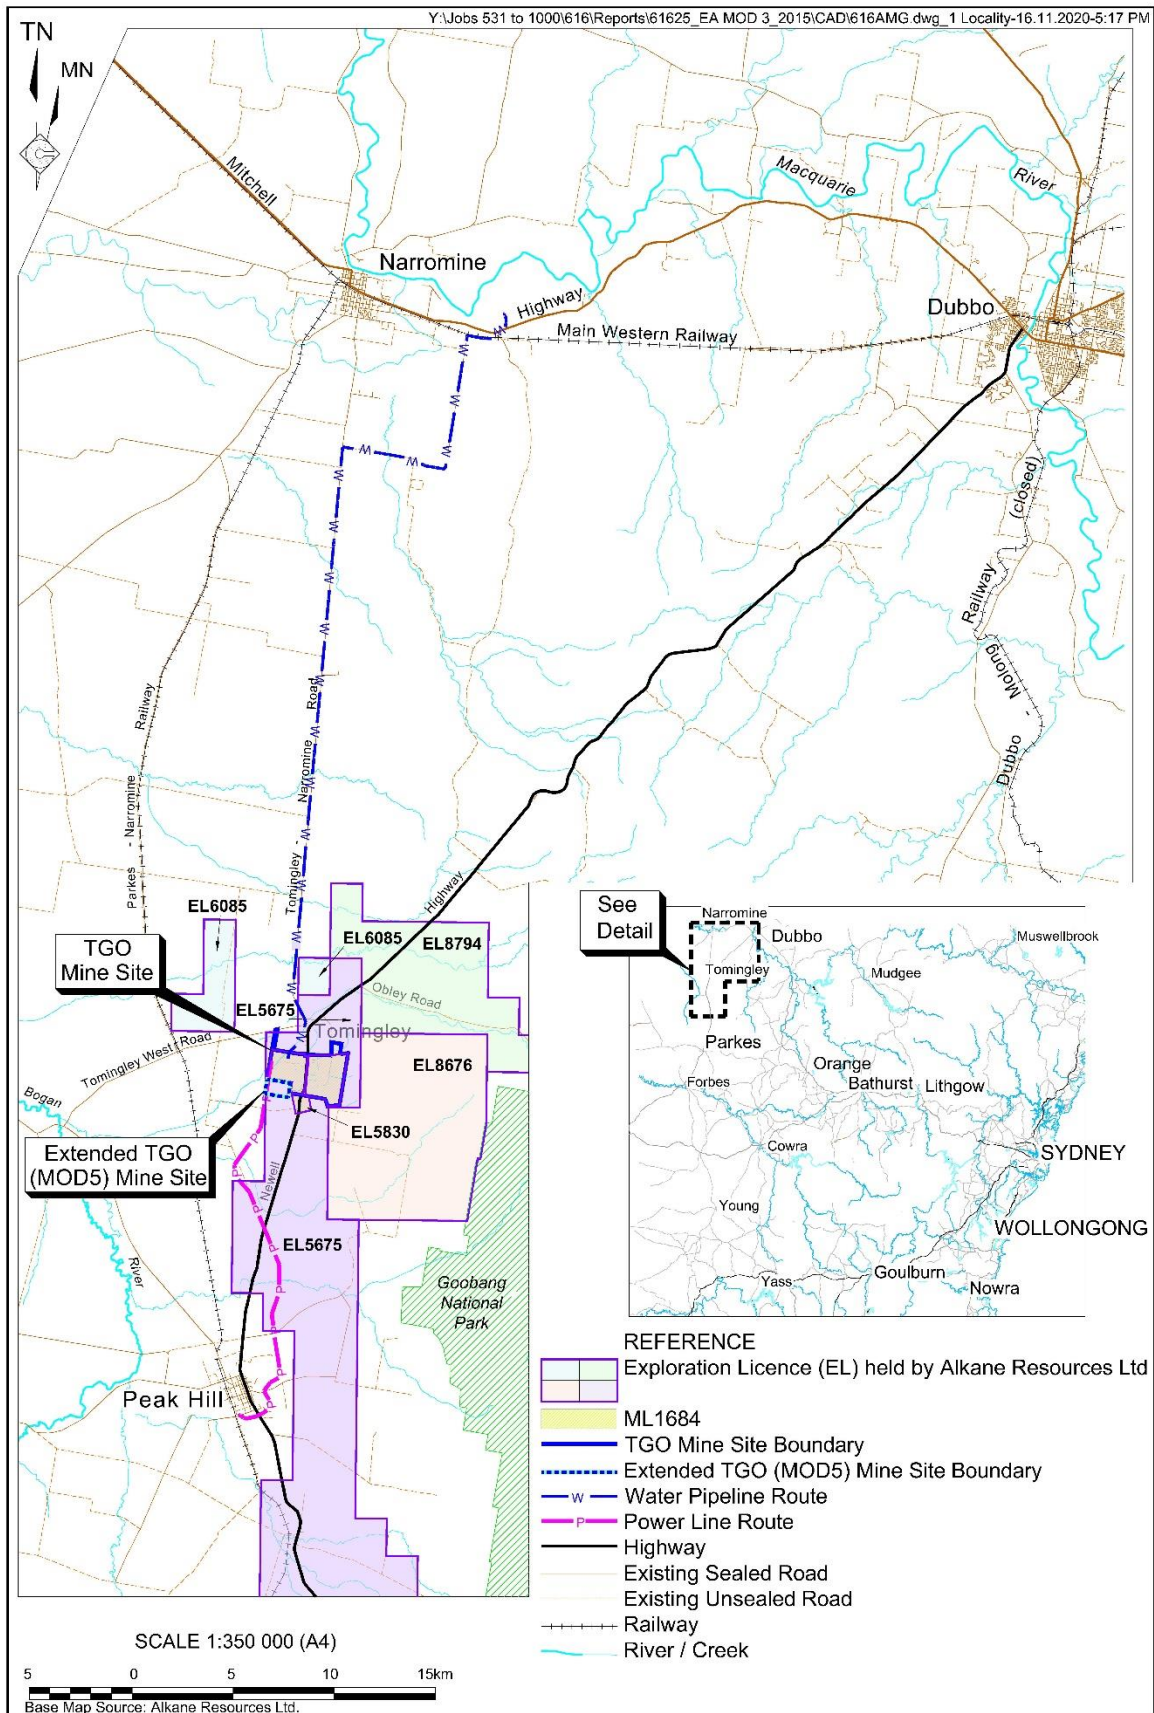 Y:\Jobs 531 to 1000\616\Reports\61625_EA MOD 3_2015\CAD\616AMG.dwg_1 Locality-16.11.2020-5:17 PM
TN
MN
Mitchell
Macquarie
River
Narromine
Highway
Dubbo
Main Western Railway
W
W
W
W
W
(closed)
W
W
Railway
Molong
-
Dubbo
W
Railway
W
Road
W
Narromine
W
-
Tomingley
W
Parkes - Narromine
W
Highway
EL6085
W
EL6085
EL8794
TGO
Mine Site
W
Obley Road
EL5675
Tomingley
W
Tomingley West Road
EL8676
Bogan
EL5830
Extended TGO
(MOD5) Mine Site
P
P
Newell
P
P
EL5675
P
River
P
Goobang
National
Park
P
P
P
Peak Hill
See
Detail
Narromine
Dubbo
Muswellbrook
Tomingley
Mudgee
Parkes
Orange
Forbes
Bathurst
Lithgow
Cowra
SYDNEY
Young
WOLLONGONG
Goulburn
Yass
Nowra
REFERENCE
Exploration Licence (EL) held by Alkane Resources Ltd
ML1684
TGO Mine Site Boundary
Extended TGO (MOD5) Mine Site Boundary
W Water Pipeline Route
P Power Line Route
Highway
Existing Sealed Road
Existing Unsealed Road
Railway
River / Creek
SCALE 1:350 000 (A4)
5 0 5 10 15km
Base Map Source: Alkane Resources Ltd.